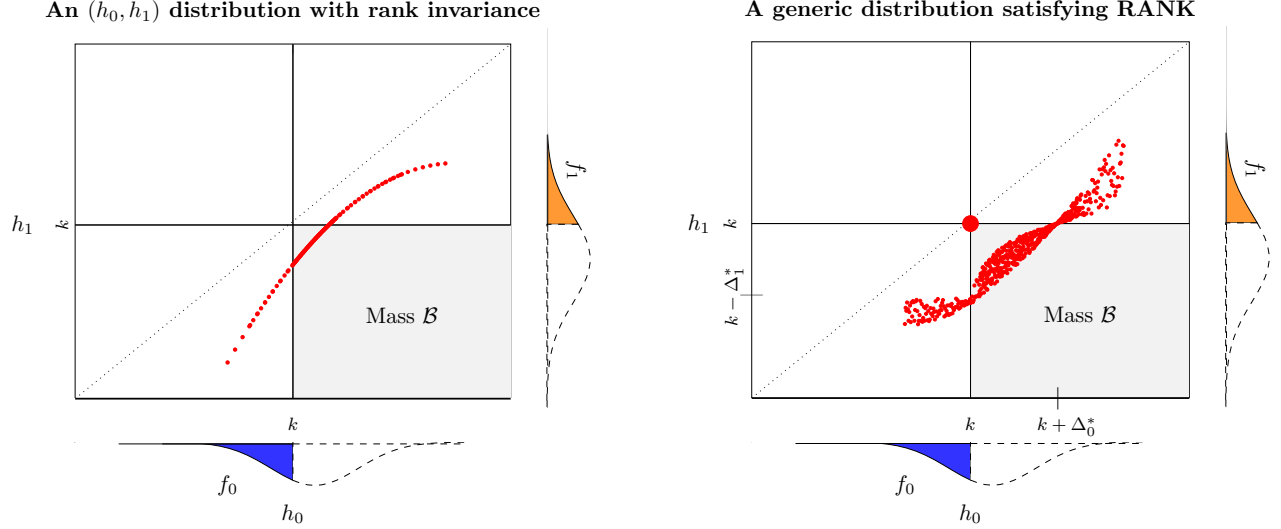 An (h₀, h₁) distribution with rank invariance
h₁
k
Mass ℬ
f₁
k
f₀
h₀
A generic distribution satisfying RANK
h₁
k
k − Δ₁*
Mass ℬ
f₁
k
k + Δ₀*
f₀
h₀